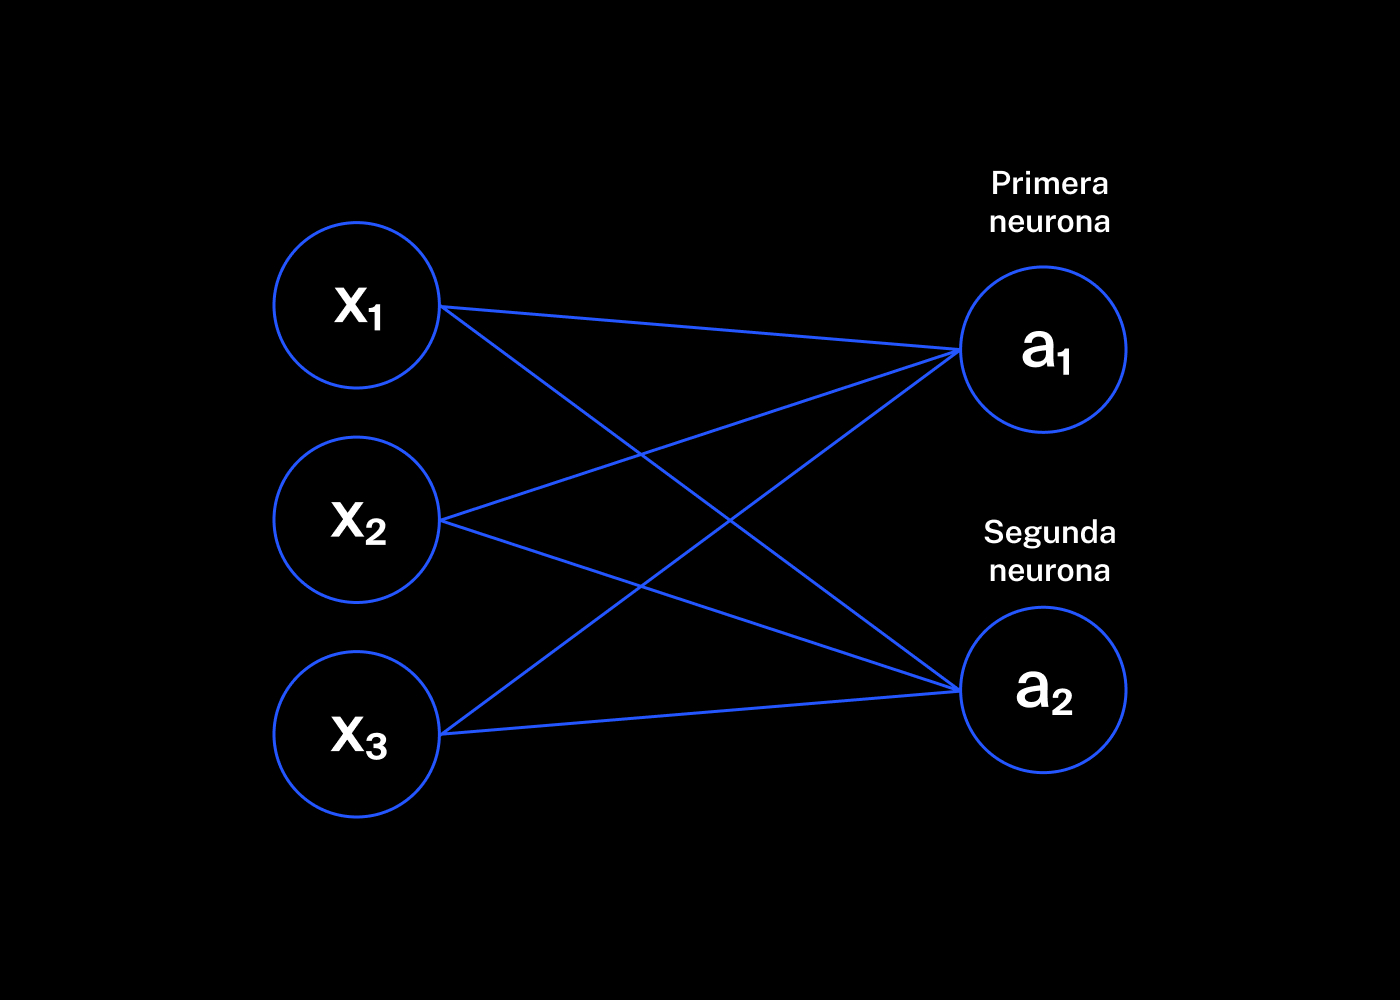 x₁
x₂
x₃
Primera
neurona
a₁
Segunda
neurona
a₂